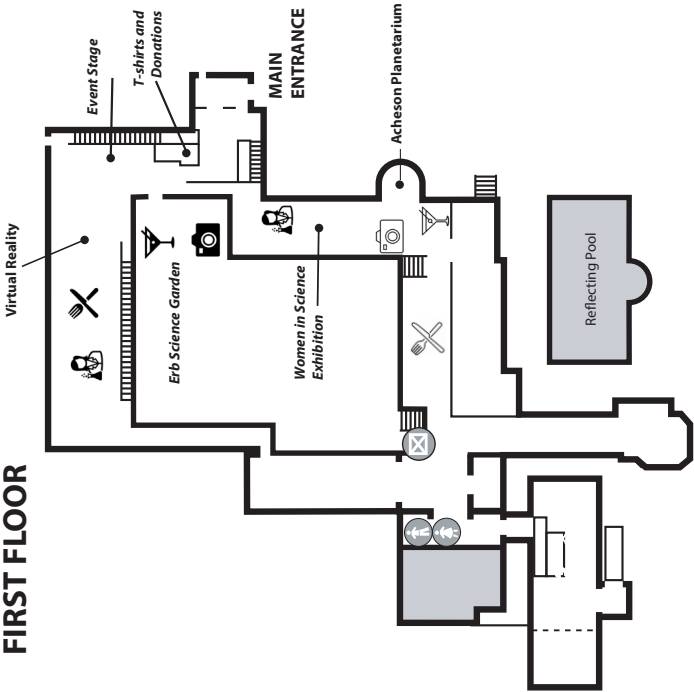 FIRST FLOOR
Virtual Reality
Event Stage
T-shirts and
Donations
MAIN
ENTRANCE
Erb Science Garden
Women in Science
Exhibition
Acheson Planetarium
Reflecting Pool